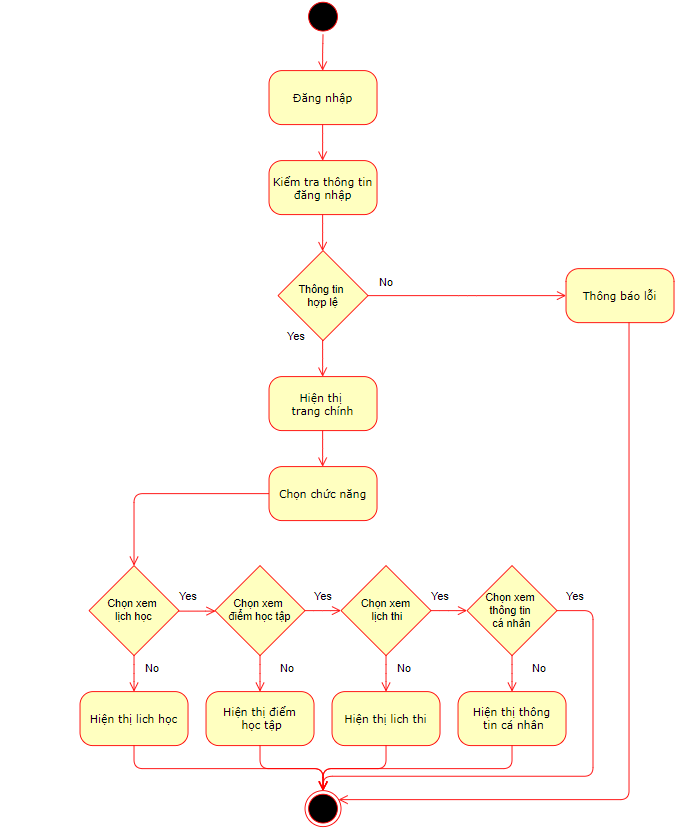 Đăng nhập
Kiểm tra thông tin
đăng nhập
Thông tin
hợp lệ
No
Thông báo lỗi
Yes
Hiện thị
trang chính
Chọn chức năng
Chọn xem
lịch học
Yes
Chọn xem
điểm học tập
Yes
Chọn xem
lịch thi
Yes
Chọn xem
thông tin
cá nhân
Yes
No
No
No
No
Hiện thị lich học
Hiện thị điểm
học tập
Hiện thị lich thi
Hiện thị thông
tin cá nhân